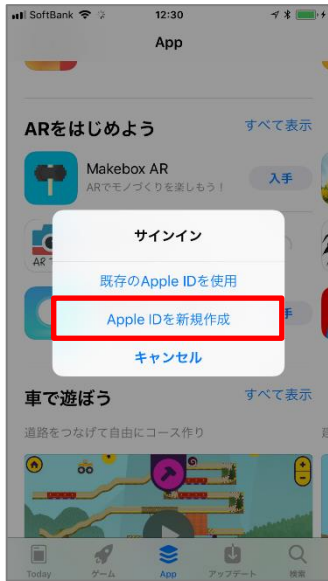 SoftBank 12:30
App
ARをはじめよう すべて表示
Makebox AR
ARでモノづくりを楽しもう！
入手
AR
サインイン
既存のApple IDを使用
Apple IDを新規作成
手
キャンセル
車で遊ぼう すべて表示
道路をつなげて自由にコース作り
Today ゲーム App アップデート 検索